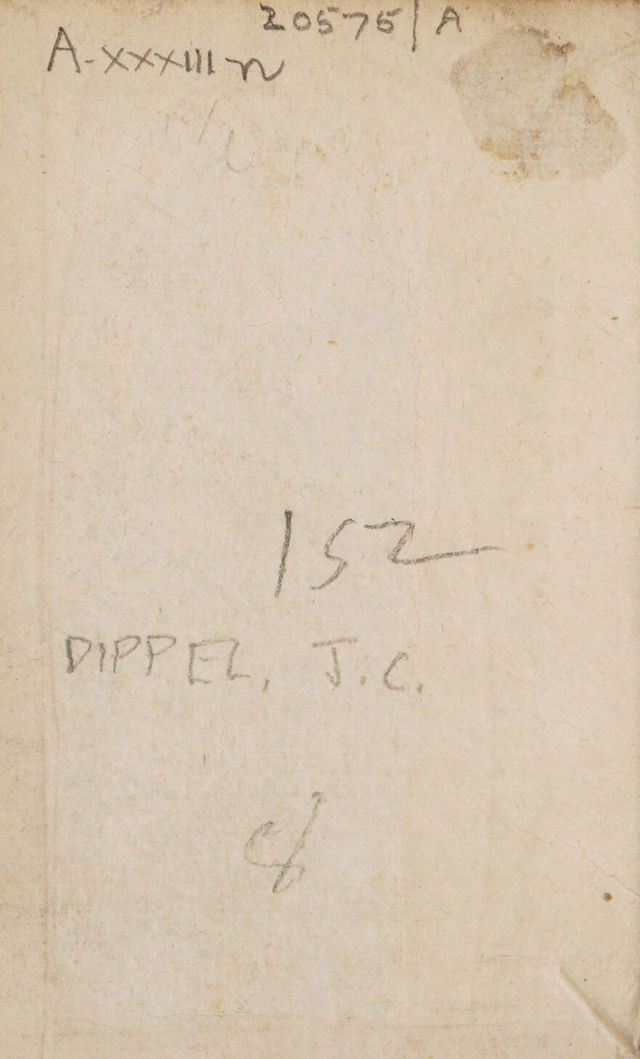 20575/A
A-XXXIII n
152
DIPPEL, J.C.